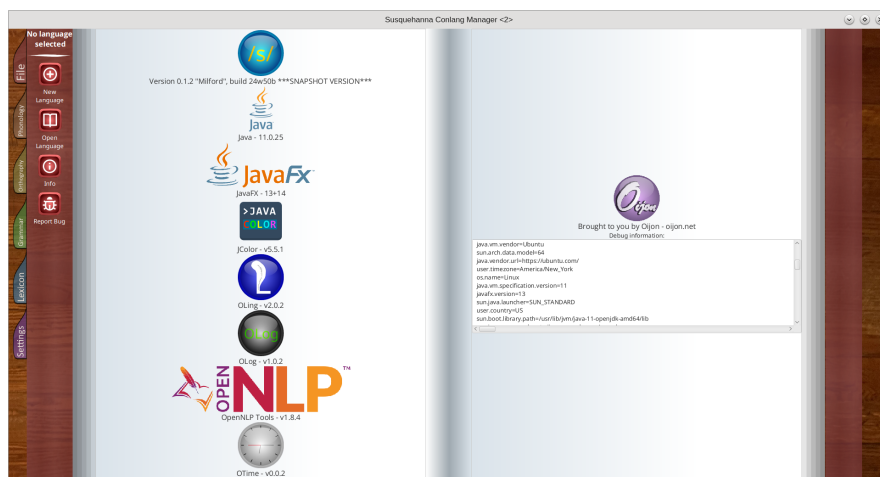 Susquehanna Conlang Manager <2>
No language
selected
File
Phonology
Orthography
Grammar
Lexicon
Settings
New
Language
Open
Language
Info
Report Bug
/s/
Version 0.1.2 "Milford", build 24w50b ***SNAPSHOT VERSION***
Java
Java - 11.0.25
JavaFX
JavaFX - 13+14
>JAVA
COLOR
JColor - v5.5.1
OLing - v2.0.2
OLog
OLog - v1.0.2
OPEN NLP™
OpenNLP Tools - v1.8.4
OTime - v0.0.2
Oijon
Brought to you by Oijon - oijon.net
Debug information:
java.vm.vendor=Ubuntu
sun.arch.data.model=64
java.vendor.url=https://ubuntu.com/
user.timezone=America/New_York
os.name=Linux
java.vm.specification.version=11
javafx.version=13
sun.java.launcher=SUN_STANDARD
user.country=US
sun.boot.library.path=/usr/lib/jvm/java-11-openjdk-amd64/lib